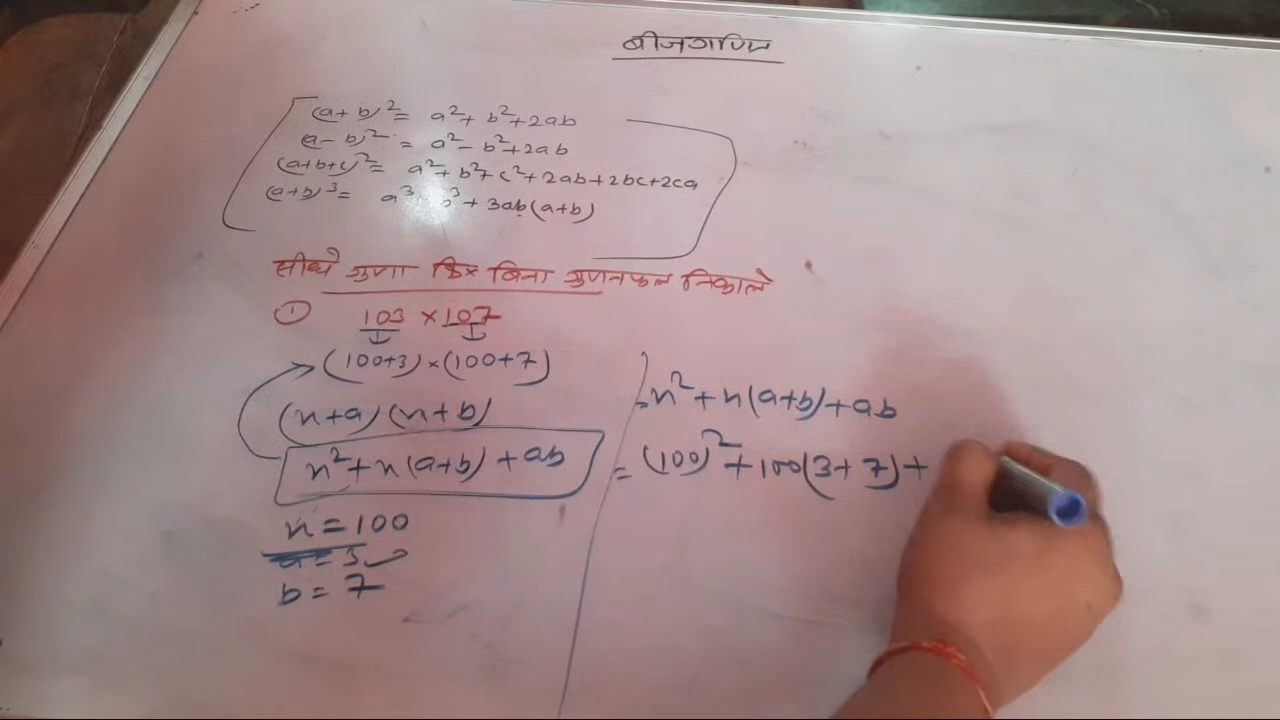 बीजगणित
(a+b)² = a² + b² + 2ab
(a-b)² = a² - b² + 2ab
(a+b+c)² = a² + b² + c² + 2ab + 2bc + 2ca
(a+b)³ = a³ b³ + 3ab(a+b)
सीधे गुणा किए बिना गुणनफल निकाले
① 103 × 107
(100+3) × (100+7)
(x+a) (x+b)
x² + x(a+b) + ab
x = 100
a = 3
b = 7
= x² + x(a+b) + ab
= (100)² + 100(3+7) +